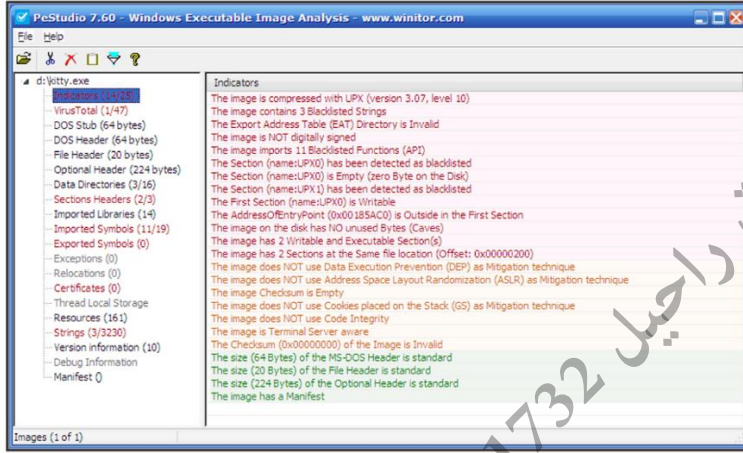 PeStudio 7.60 - Windows Executable Image Analysis - www.winitor.com
File Help
d:\kitty.exe
Indicators (14/25)
VirusTotal (1/47)
DOS Stub (64 bytes)
DOS Header (64 bytes)
File Header (20 bytes)
Optional Header (224 bytes)
Data Directories (3/16)
Sections Headers (2/3)
Imported Libraries (14)
Imported Symbols (11/19)
Exported Symbols (0)
Exceptions (0)
Relocations (0)
Certificates (0)
Thread Local Storage
Resources (161)
Strings (3/3230)
Version information (10)
Debug Information
Manifest ()
Indicators
The image is compressed with UPX (version 3.07, level 10)
The image contains 3 Blacklisted Strings
The Export Address Table (EAT) Directory is Invalid
The image is NOT digitally signed
The image imports 11 Blacklisted Functions (API)
The Section (name:UPX0) has been detected as blacklisted
The Section (name:UPX0) is Empty (zero Byte on the Disk)
The Section (name:UPX1) has been detected as blacklisted
The First Section (name:UPX0) is Writable
The AddressOfEntryPoint (0x00185AC0) is Outside in the First Section
The image on the disk has NO unused Bytes (Caves)
The image has 2 Writable and Executable Section(s)
The image has 2 Sections at the Same file location (Offset: 0x00000200)
The image does NOT use Data Execution Prevention (DEP) as Mitigation technique
The image does NOT use Address Space Layout Randomization (ASLR) as Mitigation technique
The image Checksum is Empty
The image does NOT use Cookies placed on the Stack (GS) as Mitigation technique
The image does NOT use Code Integrity
The image is Terminal Server aware
The Checksum (0x00000000) of the Image is Invalid
The size (64 Bytes) of the MS-DOS Header is standard
The size (20 Bytes) of the File Header is standard
The size (224 Bytes) of the Optional Header is standard
The image has a Manifest
Images (1 of 1)
راحيل
1732